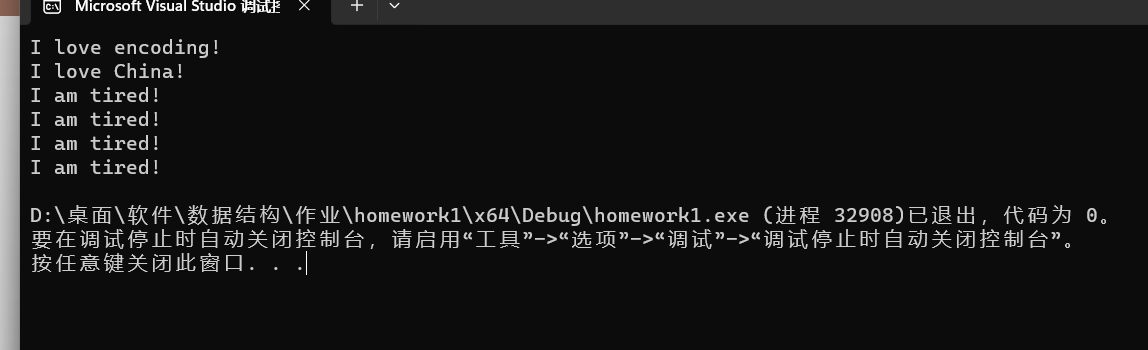 Microsoft Visual Studio 调试
I love encoding!
I love China!
I am tired!
I am tired!
I am tired!
I am tired!
D:\桌面\软件\数据结构\作业\homework1\x64\Debug\homework1.exe (进程 32908)已退出，代码为 0。
要在调试停止时自动关闭控制台，请启用“工具”->“选项”->“调试”->“调试停止时自动关闭控制台”。
按任意键关闭此窗口. . .